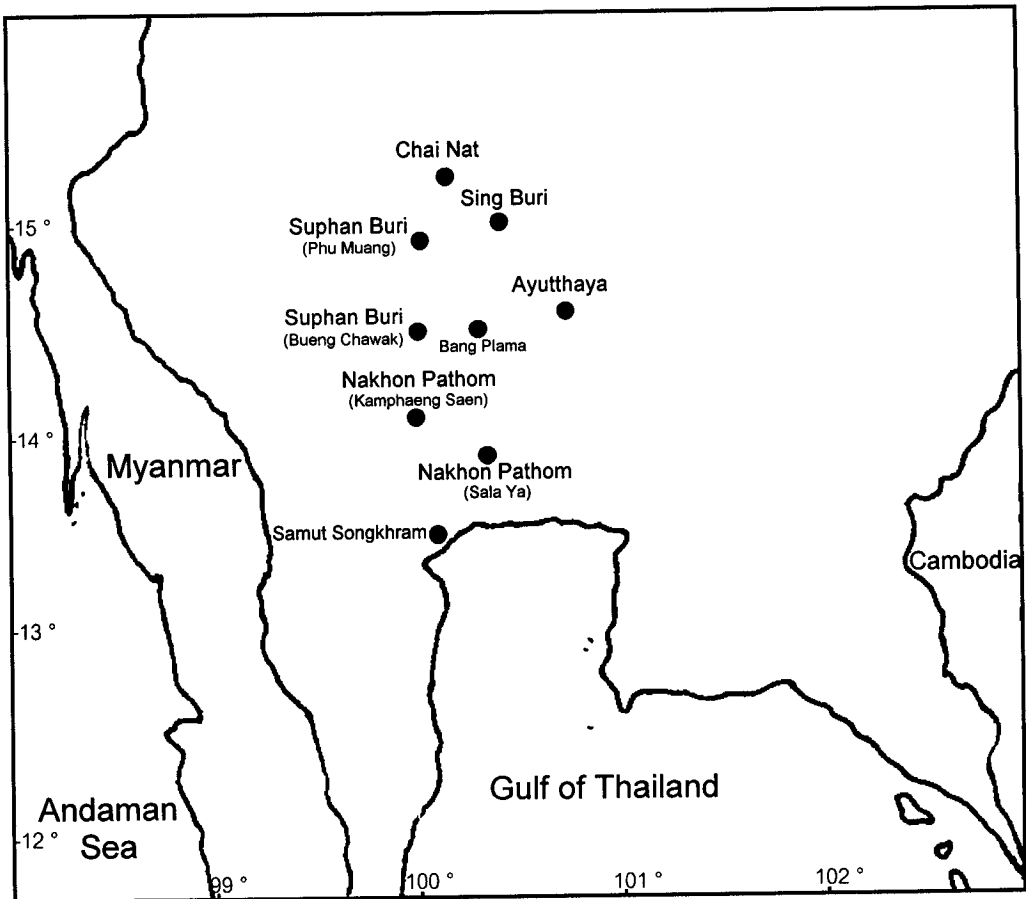 Chai Nat
Sing Buri
15 °
Suphan Buri
(Phu Muang)
Ayutthaya
Suphan Buri
(Bueng Chawak)
Bang Plama
Nakhon Pathom
(Kamphaeng Saen)
14 °
Myanmar
Nakhon Pathom
(Sala Ya)
Samut Songkhram
Cambodia
13 °
Gulf of Thailand
Andaman
Sea
12 °
99 °
100 °
101 °
102 °